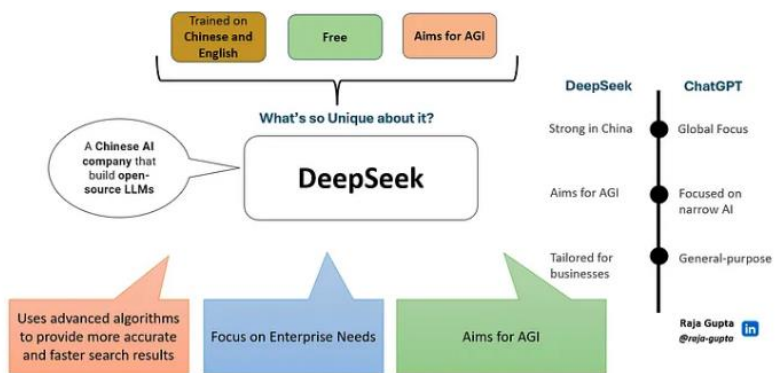 Trained on
Chinese and
English
Free
Aims for AGI
What's so Unique about it?
A Chinese AI
company that
build open-
source LLMs
DeepSeek
DeepSeek
ChatGPT
Strong in China
Global Focus
Aims for AGI
Focused on
narrow AI
Tailored for
businesses
General-purpose
Uses advanced algorithms
to provide more accurate
and faster search results
Focus on Enterprise Needs
Aims for AGI
Raja Gupta
@raja-gupta
in